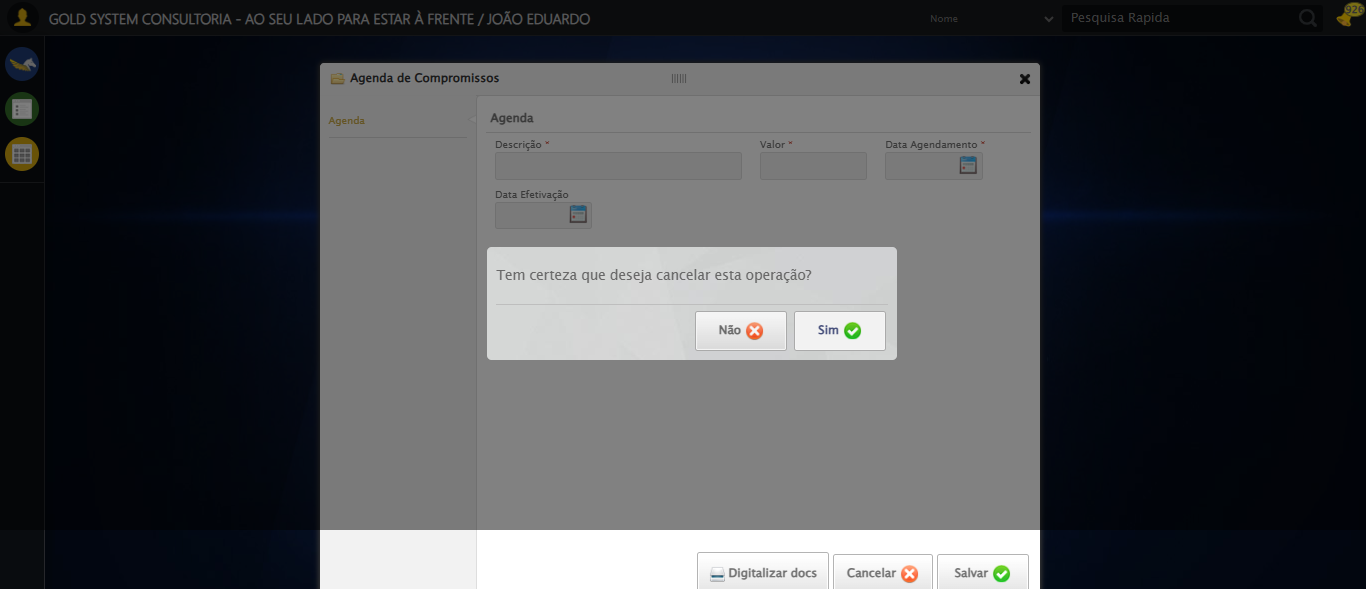 GOLD SYSTEM CONSULTORIA - AO SEU LADO PARA ESTAR À FRENTE / JOÃO EDUARDO
Nome
Pesquisa Rapida
926
Agenda de Compromissos
Agenda
Agenda
Descrição *
Valor *
Data Agendamento *
Data Efetivação
Tem certeza que deseja cancelar esta operação?
Não
Sim
Digitalizar docs
Cancelar
Salvar